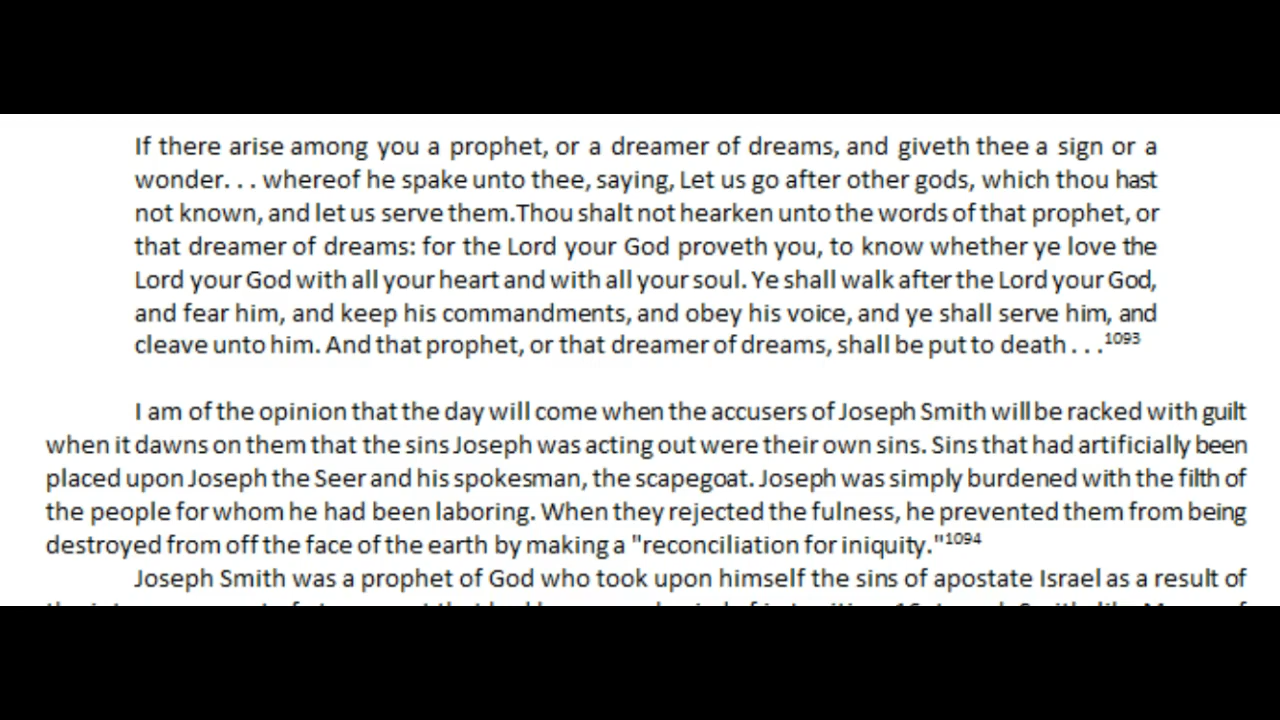 If there arise among you a prophet, or a dreamer of dreams, and giveth thee a sign or a
wonder. . . whereof he spake unto thee, saying, Let us go after other gods, which thou hast
not known, and let us serve them.Thou shalt not hearken unto the words of that prophet, or
that dreamer of dreams: for the Lord your God proveth you, to know whether ye love the
Lord your God with all your heart and with all your soul. Ye shall walk after the Lord your God,
and fear him, and keep his commandments, and obey his voice, and ye shall serve him, and
cleave unto him. And that prophet, or that dreamer of dreams, shall be put to death . . .1093
I am of the opinion that the day will come when the accusers of Joseph Smith will be racked with guilt
when it dawns on them that the sins Joseph was acting out were their own sins. Sins that had artificially been
placed upon Joseph the Seer and his spokesman, the scapegoat. Joseph was simply burdened with the filth of
the people for whom he had been laboring. When they rejected the fulness, he prevented them from being
destroyed from off the face of the earth by making a "reconciliation for iniquity."1094
Joseph Smith was a prophet of God who took upon himself the sins of apostate Israel as a result of